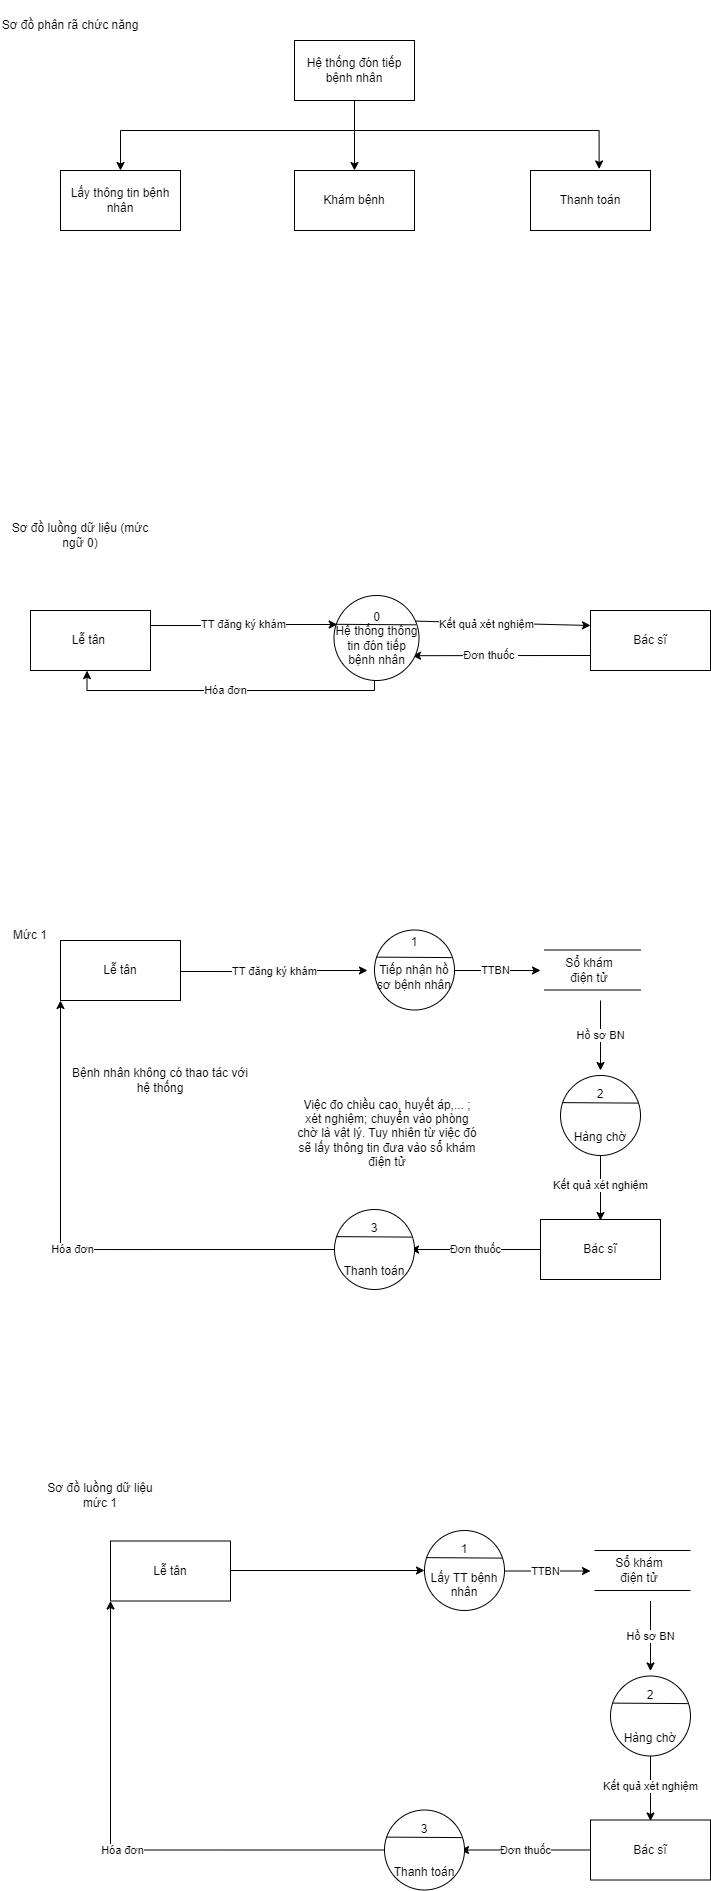 Sơ đồ phân rã chức năng
Hệ thống đón tiếp
bệnh nhân
Lấy thông tin bệnh
nhân
Khám bệnh
Thanh toán
Sơ đồ luồng dữ liệu (mức
ngữ 0)
Lễ tân
TT đăng ký khám
0
Hệ thống thông
tin đón tiếp
bệnh nhân
Kết quả xét nghiệm
Đơn thuốc
Bác sĩ
Hóa đơn
Mức 1
Lễ tân
TT đăng ký khám
1
Tiếp nhận hồ
sơ bệnh nhân
TTBN
Sổ khám
điện tử
Hồ sơ BN
Bệnh nhân không có thao tác với
hệ thống
Việc đo chiều cao, huyết áp,... ;
xét nghiệm; chuyển vào phòng
chờ là vật lý. Tuy nhiên từ việc đó
sẽ lấy thông tin đưa vào sổ khám
điện tử
2
Hàng chờ
Kết quả xét nghiệm
Bác sĩ
Đơn thuốc
3
Thanh toán
Hóa đơn
Sơ đồ luồng dữ liệu
mức 1
Lễ tân
1
Lấy TT bệnh
nhân
TTBN
Sổ khám
điện tử
Hồ sơ BN
2
Hàng chờ
Kết quả xét nghiệm
Bác sĩ
Đơn thuốc
3
Thanh toán
Hóa đơn